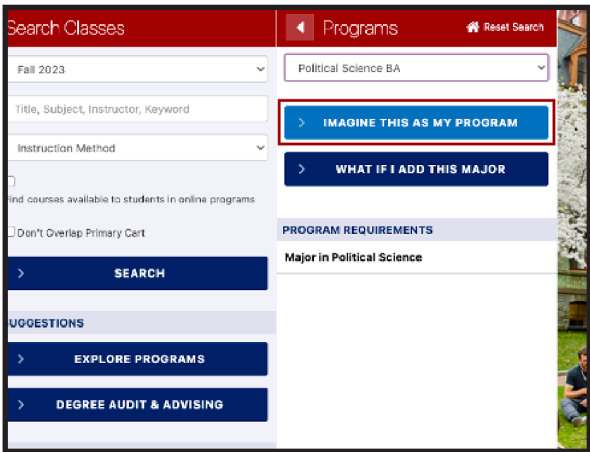 Search Classes
Fall 2023
Title, Subject, Instructor, Keyword
Instruction Method
Find courses available to students in online programs
Don't Overlap Primary Cart
SEARCH
SUGGESTIONS
EXPLORE PROGRAMS
DEGREE AUDIT & ADVISING
Programs
Reset Search
Political Science BA
IMAGINE THIS AS MY PROGRAM
WHAT IF I ADD THIS MAJOR
PROGRAM REQUIREMENTS
Major in Political Science